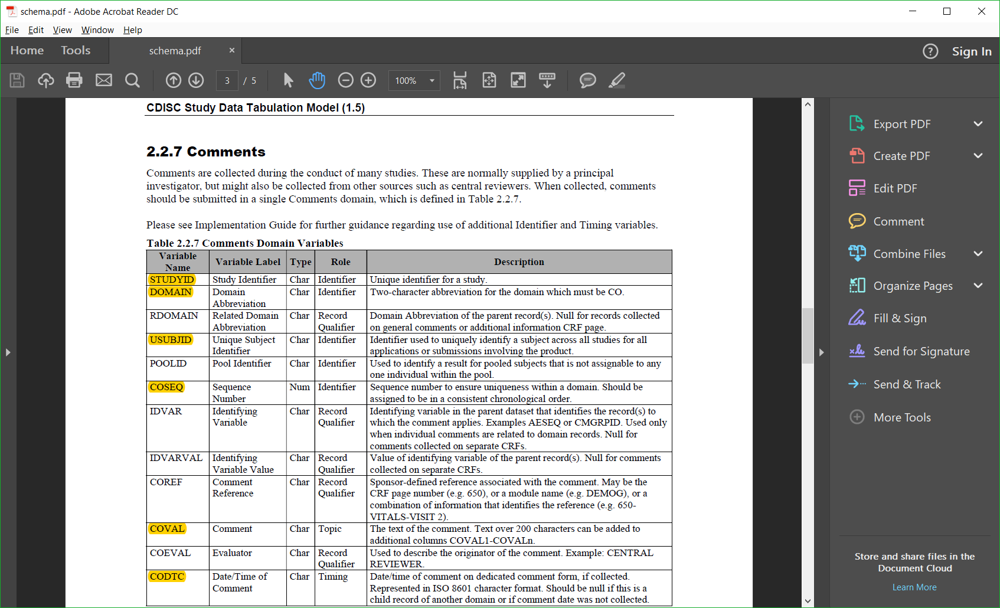 schema.pdf - Adobe Acrobat Reader DC
File Edit View Window Help
Home Tools schema.pdf × ? Sign In
3 / 5 100%
CDISC Study Data Tabulation Model (1.5)
2.2.7 Comments
Comments are collected during the conduct of many studies. These are normally supplied by a principal
investigator, but might also be collected from other sources such as central reviewers. When collected, comments
should be submitted in a single Comments domain, which is defined in Table 2.2.7.
Please see Implementation Guide for further guidance regarding use of additional Identifier and Timing variables.
Table 2.2.7 Comments Domain Variables
Variable
Name Variable Label Type Role Description
STUDYID Study Identifier Char Identifier Unique identifier for a study.
DOMAIN Domain Char Identifier Two-character abbreviation for the domain which must be CO.
Abbreviation
RDOMAIN Related Domain Char Record Domain Abbreviation of the parent record(s). Null for records collected
Abbreviation Qualifier on general comments or additional information CRF page.
USUBJID Unique Subject Char Identifier Identifier used to uniquely identify a subject across all studies for all
Identifier applications or submissions involving the product.
POOLID Pool Identifier Char Identifier Used to identify a result for pooled subjects that is not assignable to any
one individual within the pool.
COSEQ Sequence Num Identifier Sequence number to ensure uniqueness within a domain. Should be
Number assigned to be in a consistent chronological order.
IDVAR Identifying Char Record Identifying variable in the parent dataset that identifies the record(s) to
Variable Qualifier which the comment applies. Examples AESEQ or CMGRPID. Used only
when individual comments are related to domain records. Null for
comments collected on separate CRFs.
IDVARVAL Identifying Char Record Value of identifying variable of the parent record(s). Null for comments
Variable Value Qualifier collected on separate CRFs.
COREF Comment Char Record Sponsor-defined reference associated with the comment. May be the
Reference Qualifier CRF page number (e.g. 650), or a module name (e.g. DEMOG), or a
combination of information that identifies the reference (e.g. 650-
VITALS-VISIT 2).
COVAL Comment Char Topic The text of the comment. Text over 200 characters can be added to
additional columns COVAL1-COVALn.
COEVAL Evaluator Char Record Used to describe the originator of the comment. Example: CENTRAL
Qualifier REVIEWER.
CODTC Date/Time of Char Timing Date/time of comment on dedicated comment form, if collected.
Comment Represented in ISO 8601 character format. Should be null if this is a
child record of another domain or if comment date was not collected.
Export PDF
Create PDF
Edit PDF
Comment
Combine Files
Organize Pages
Fill & Sign
Send for Signature
Send & Track
More Tools
Store and share files in the
Document Cloud
Learn More